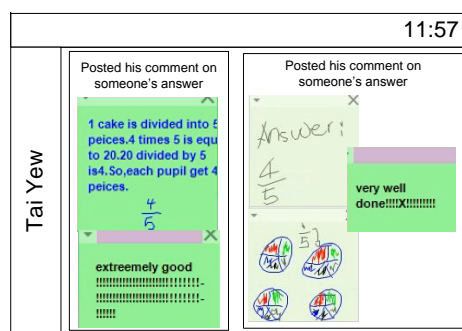 11:57
Tai Yew
Posted his comment on
someone's answer
1 cake is divided into 5
peices.4 times 5 is equ
to 20.20 divided by 5
is4.So,each pupil get 4
peices.
4
5
extreemely good
!!!!!!!!!!!!!!!!!!!!!!!!!!!!!!-
!!!!!!!!!!!!!!!!!!!!!!!!!!!!!!-
!!!!!!
Posted his comment on
someone's answer
Answer:
4
5
very well
done!!!!X!!!!!!!!!
1
5